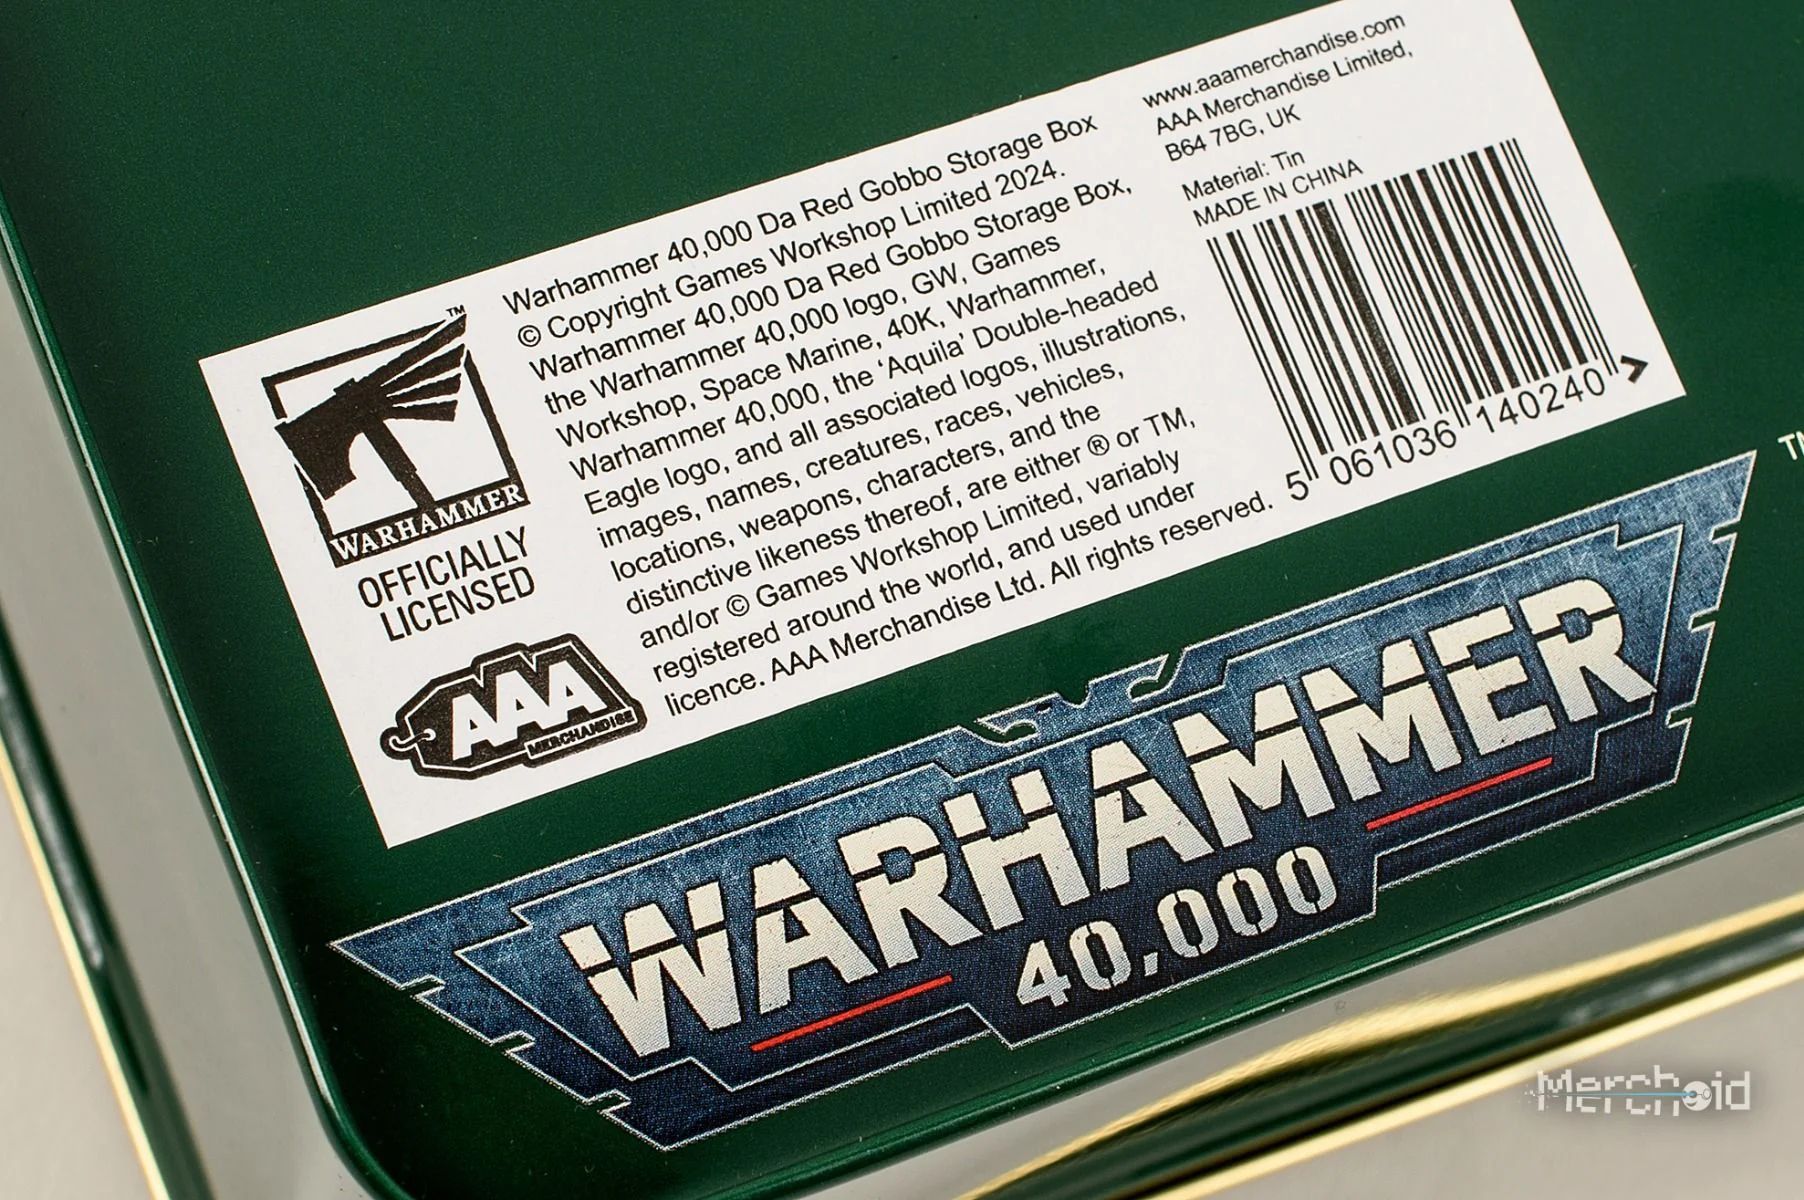 Warhammer 40,000 Da Red Gobbo Storage Box
© Copyright Games Workshop Limited 2024.
Warhammer 40,000 Da Red Gobbo Storage Box,
the Warhammer 40,000 logo, GW, Games
Workshop, Space Marine, 40K, Warhammer,
Warhammer 40,000, the ‘Aquila’ Double-headed
Eagle logo, and all associated logos, illustrations,
images, names, creatures, races, vehicles,
locations, weapons, characters, and the
distinctive likeness thereof, are either ® or TM,
and/or © Games Workshop Limited, variably
registered around the world, and used under
licence. AAA Merchandise Ltd. All rights reserved.
www.aaamerchandise.com
AAA Merchandise Limited,
B64 7BG, UK
Material: Tin
MADE IN CHINA
5 061036 140240 >
TM
WARHAMMER
OFFICIALLY
LICENSED
AAA
MERCHANDISE
TM
WARHAMMER
40,000
Merchoid